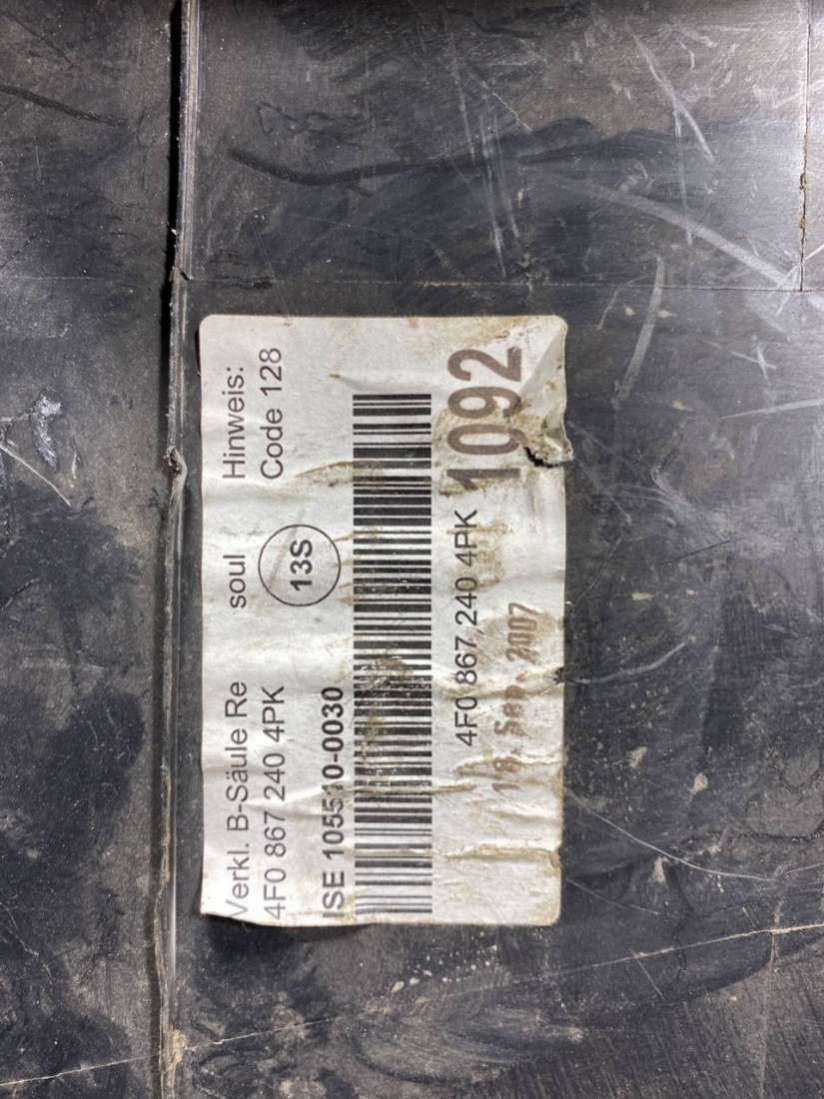 Verkl. B-Säule Re soul Hinweis:
4F0 867 240 4PK 13S Code 128
ISE 105510-0030
4F0 867 240 4PK 1092
18. Sep. 2007